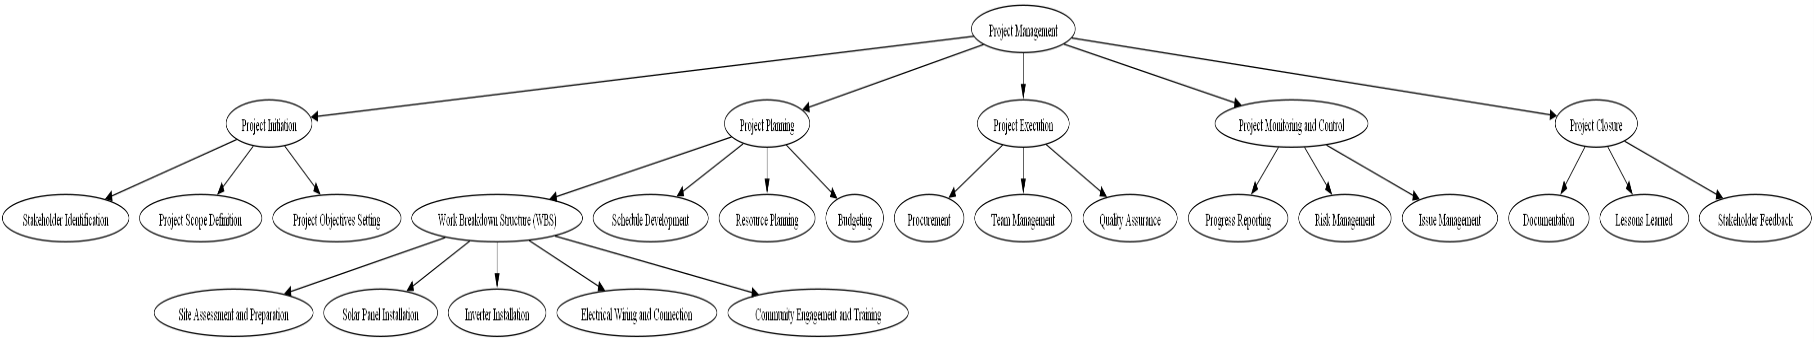 Project Management
Project Initiation
Project Planning
Project Execution
Project Monitoring and Control
Project Closure
Stakeholder Identification
Project Scope Definition
Project Objectives Setting
Work Breakdown Structure (WBS)
Schedule Development
Resource Planning
Budgeting
Procurement
Team Management
Quality Assurance
Progress Reporting
Risk Management
Issue Management
Documentation
Lessons Learned
Stakeholder Feedback
Site Assessment and Preparation
Solar Panel Installation
Inverter Installation
Electrical Wiring and Connection
Community Engagement and Training